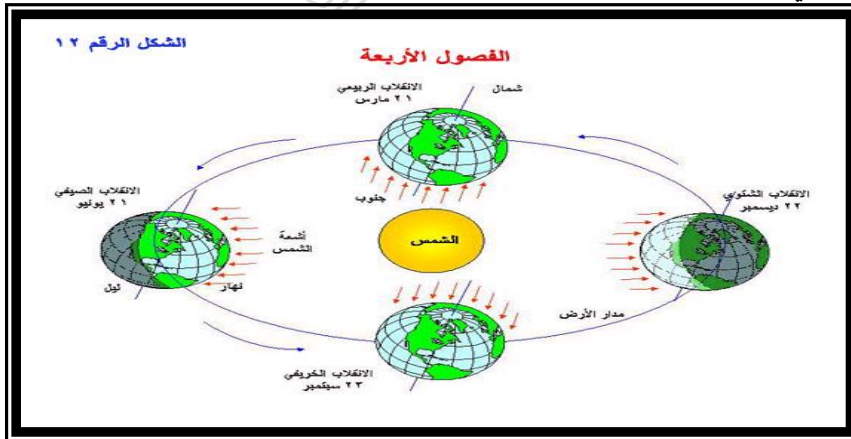 الشكل الرقم ١٢
الفصول الأربعة
الانقلاب الربيعي
٢١ مارس
شمال
جنوب
الانقلاب الصيفي
٢١ يونيو
أشعة
الشمس
نهار
ليل
الشمس
الانقلاب الشتوي
٢٢ ديسمبر
مدار الأرض
الانقلاب الخريفي
٢٣ سبتمبر